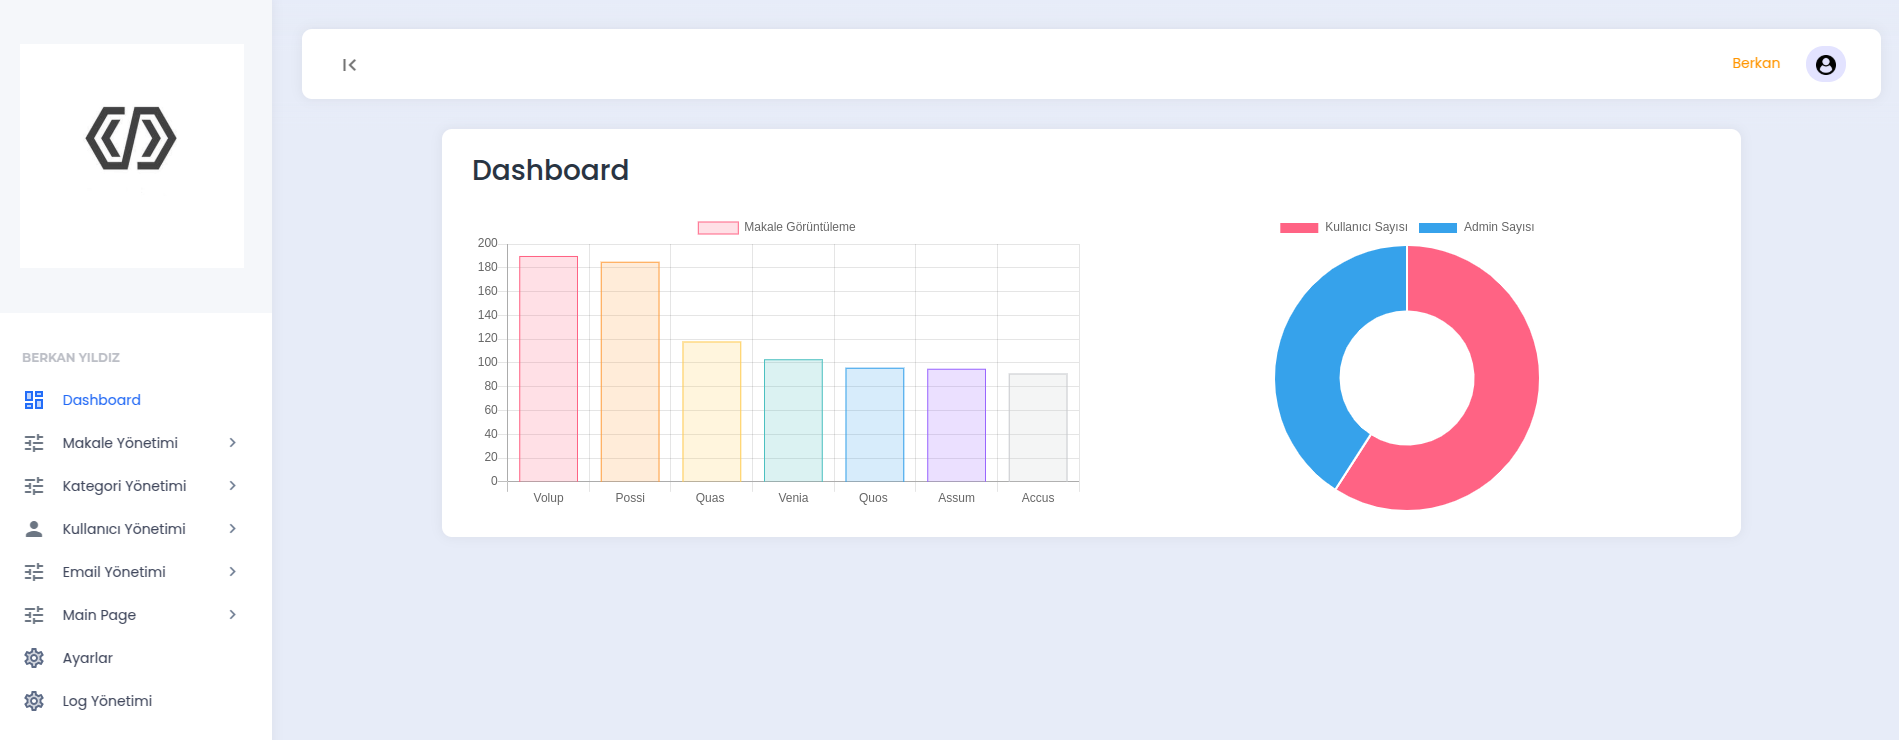 BERKAN YILDIZ
Dashboard
Makale Yönetimi
Kategori Yönetimi
Kullanıcı Yönetimi
Email Yönetimi
Main Page
Ayarlar
Log Yönetimi
Berkan
Dashboard
Makale Görüntüleme
200
180
160
140
120
100
80
60
40
20
0
Volup Possi Quas Venia Quos Assum Accus
Kullanıcı Sayısı Admin Sayısı